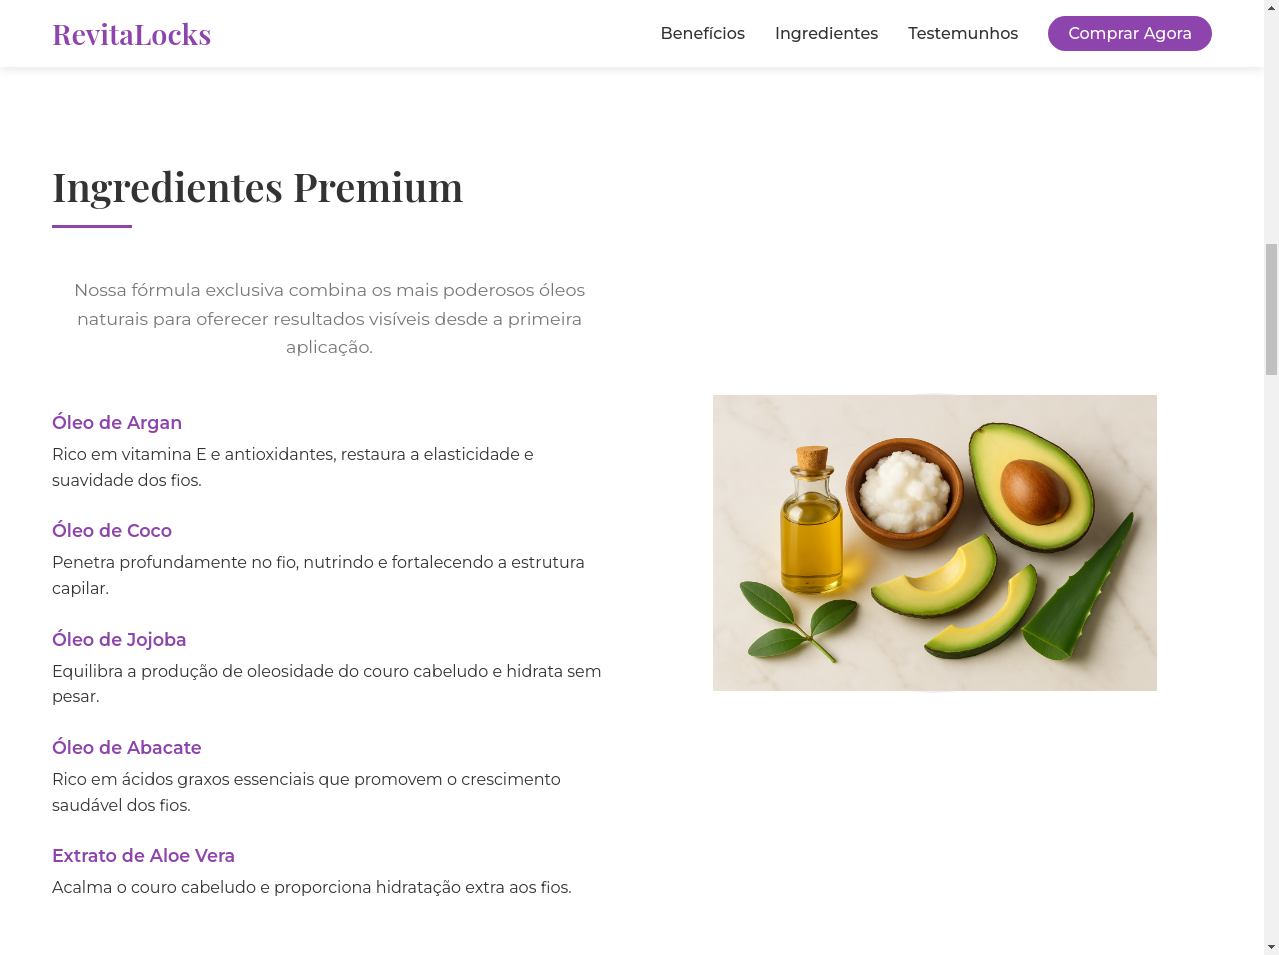 RevitaLocks
Benefícios
Ingredientes
Testemunhos
Comprar Agora
Ingredientes Premium
Nossa fórmula exclusiva combina os mais poderosos óleos
naturais para oferecer resultados visíveis desde a primeira
aplicação.
Óleo de Argan
Rico em vitamina E e antioxidantes, restaura a elasticidade e
suavidade dos fios.
Óleo de Coco
Penetra profundamente no fio, nutrindo e fortalecendo a estrutura
capilar.
Óleo de Jojoba
Equilibra a produção de oleosidade do couro cabeludo e hidrata sem
pesar.
Óleo de Abacate
Rico em ácidos graxos essenciais que promovem o crescimento
saudável dos fios.
Extrato de Aloe Vera
Acalma o couro cabeludo e proporciona hidratação extra aos fios.